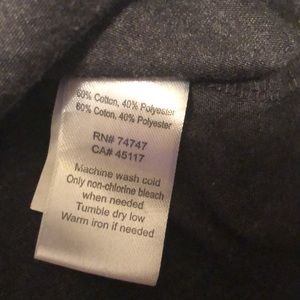 60% Cotton, 40% Polyester
60% Coton, 40% Polyester
RN# 74747
CA# 45117
Machine wash cold
Only non-chlorine bleach
when needed
Tumble dry low
Warm iron if needed